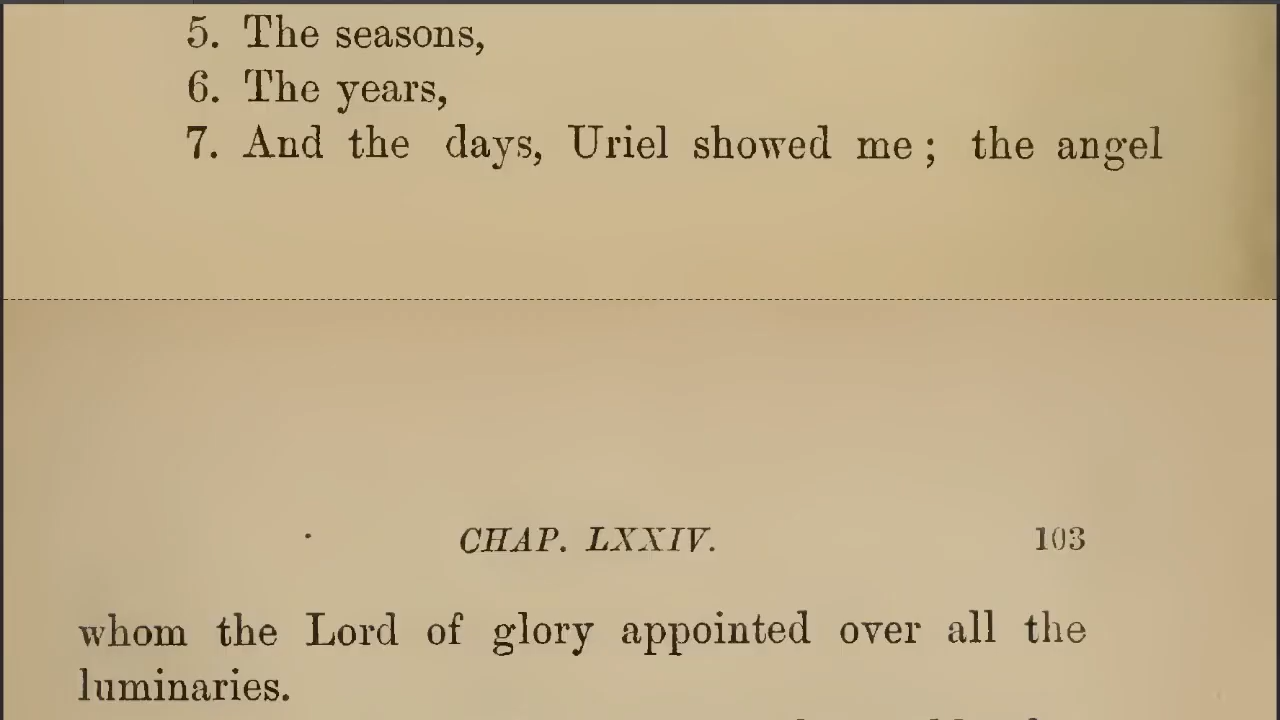 5. The seasons,
6. The years,
7. And the days, Uriel showed me; the angel
CHAP. LXXIV. 103
whom the Lord of glory appointed over all the
luminaries.